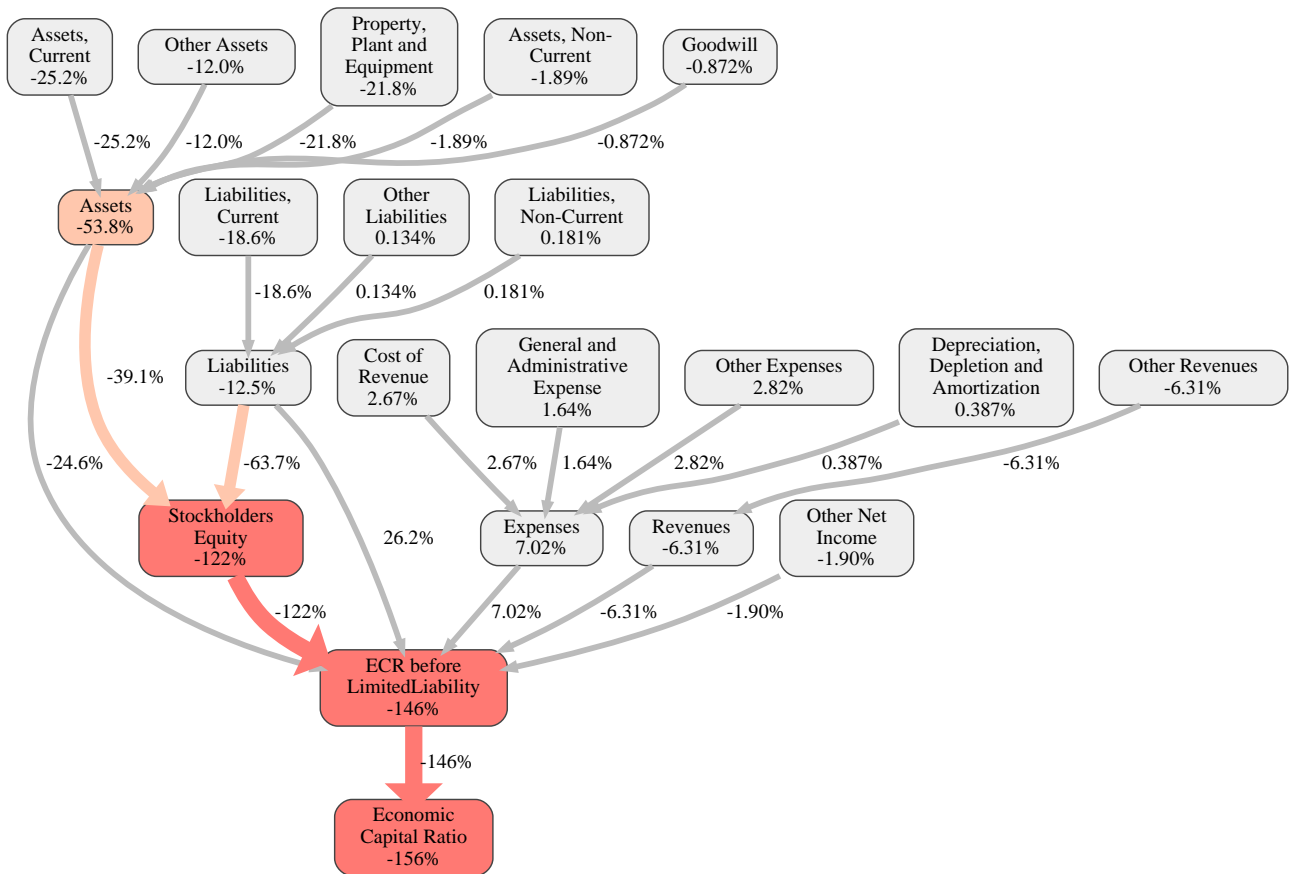 Assets,
Current
-25.2%
Other Assets
-12.0%
Property,
Plant and
Equipment
-21.8%
Assets, Non-
Current
-1.89%
Goodwill
-0.872%
-25.2%
-12.0%
-21.8%
-1.89%
-0.872%
Assets
-53.8%
Liabilities,
Current
-18.6%
Other
Liabilities
0.134%
Liabilities,
Non-Current
0.181%
-18.6%
0.134%
0.181%
Liabilities
-12.5%
Cost of
Revenue
2.67%
General and
Administrative
Expense
1.64%
Other Expenses
2.82%
Depreciation,
Depletion and
Amortization
0.387%
Other Revenues
-6.31%
-39.1%
-24.6%
-63.7%
2.67%
1.64%
2.82%
0.387%
-6.31%
Stockholders
Equity
-122%
26.2%
Expenses
7.02%
Revenues
-6.31%
Other Net
Income
-1.90%
-122%
7.02%
-6.31%
-1.90%
ECR before
LimitedLiability
-146%
-146%
Economic
Capital Ratio
-156%